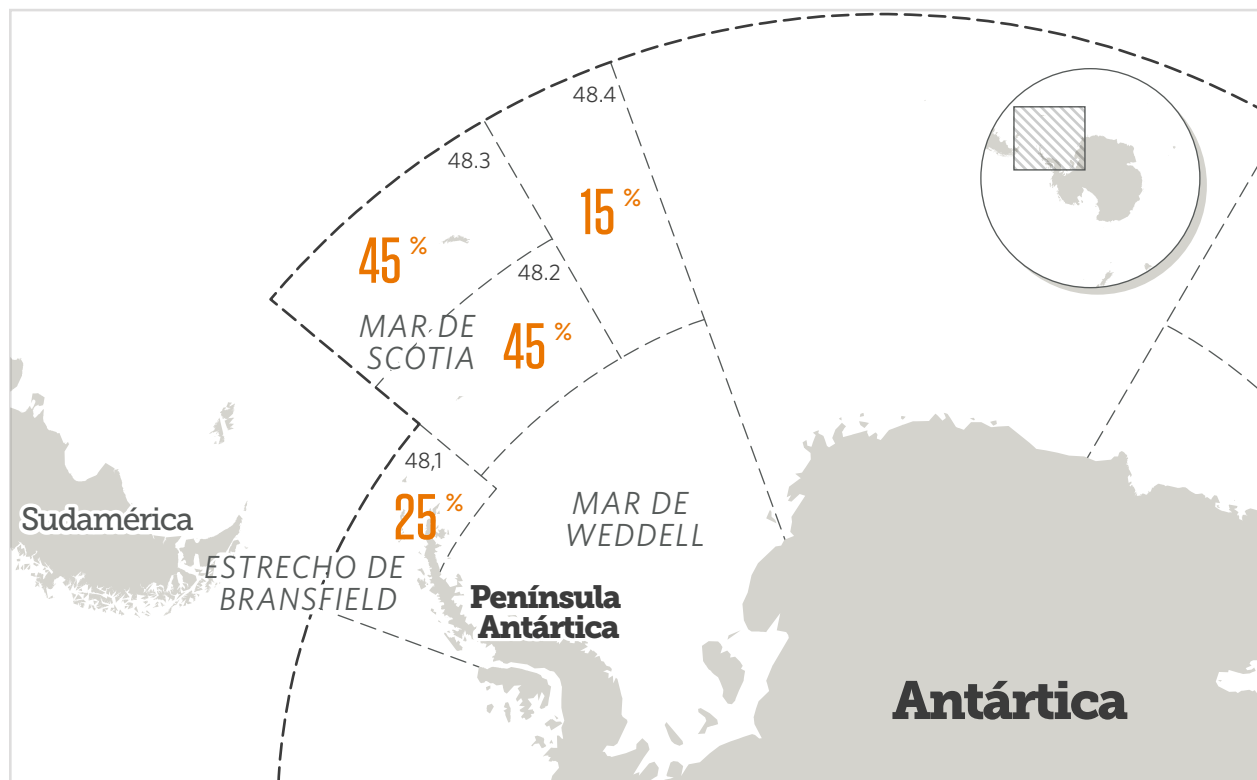 48.4
48.3
15 %
45 %
48.2
MAR DE
SCOTIA
45 %
48,1
25 %
Sudamérica
MAR DE
WEDDELL
ESTRECHO DE
BRANSFIELD
Península
Antártica
Antártica